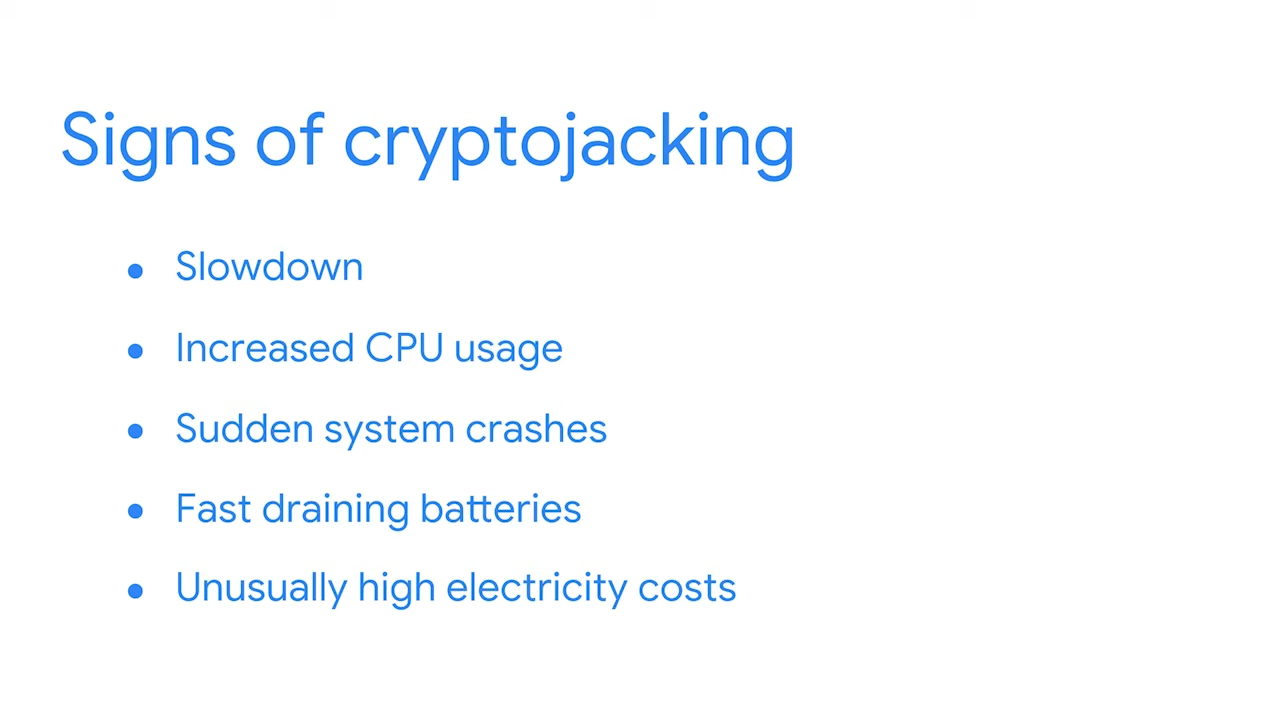 Signs of cryptojacking
● Slowdown
● Increased CPU usage
● Sudden system crashes
● Fast draining batteries
● Unusually high electricity costs